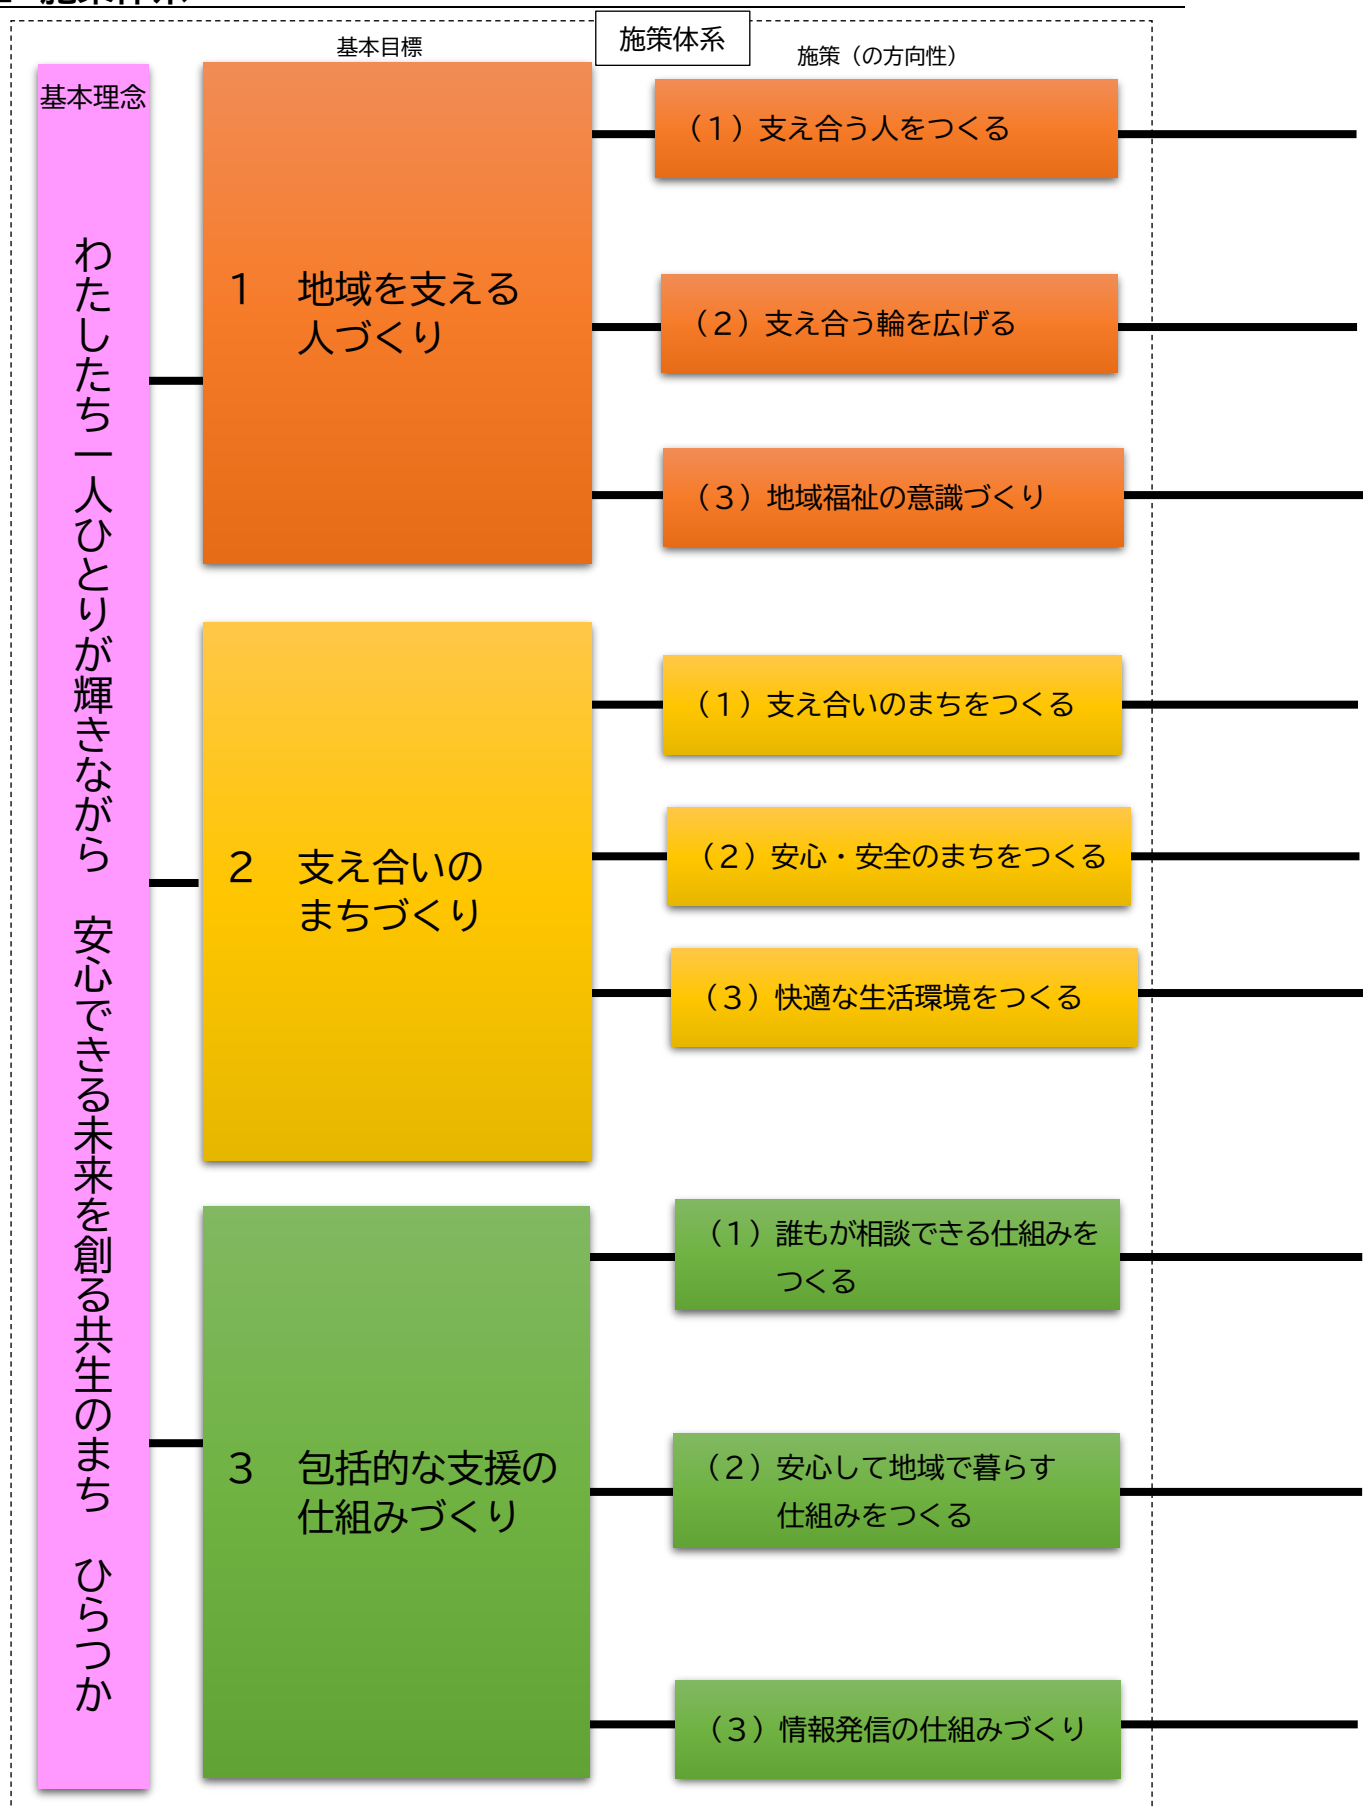 施策体系
基本目標
施策（の方向性）
基本理念
わたしたち一人ひとりが輝きながら　安心できる未来を創る共生のまち　ひらつか
１　地域を支える
人づくり
（１）支え合う人をつくる
（２）支え合う輪を広げる
（３）地域福祉の意識づくり
２　支え合いの
まちづくり
（１）支え合いのまちをつくる
（２）安心・安全のまちをつくる
（３）快適な生活環境をつくる
３　包括的な支援の
仕組みづくり
（１）誰もが相談できる仕組みを
つくる
（２）安心して地域で暮らす
仕組みをつくる
（３）情報発信の仕組みづくり